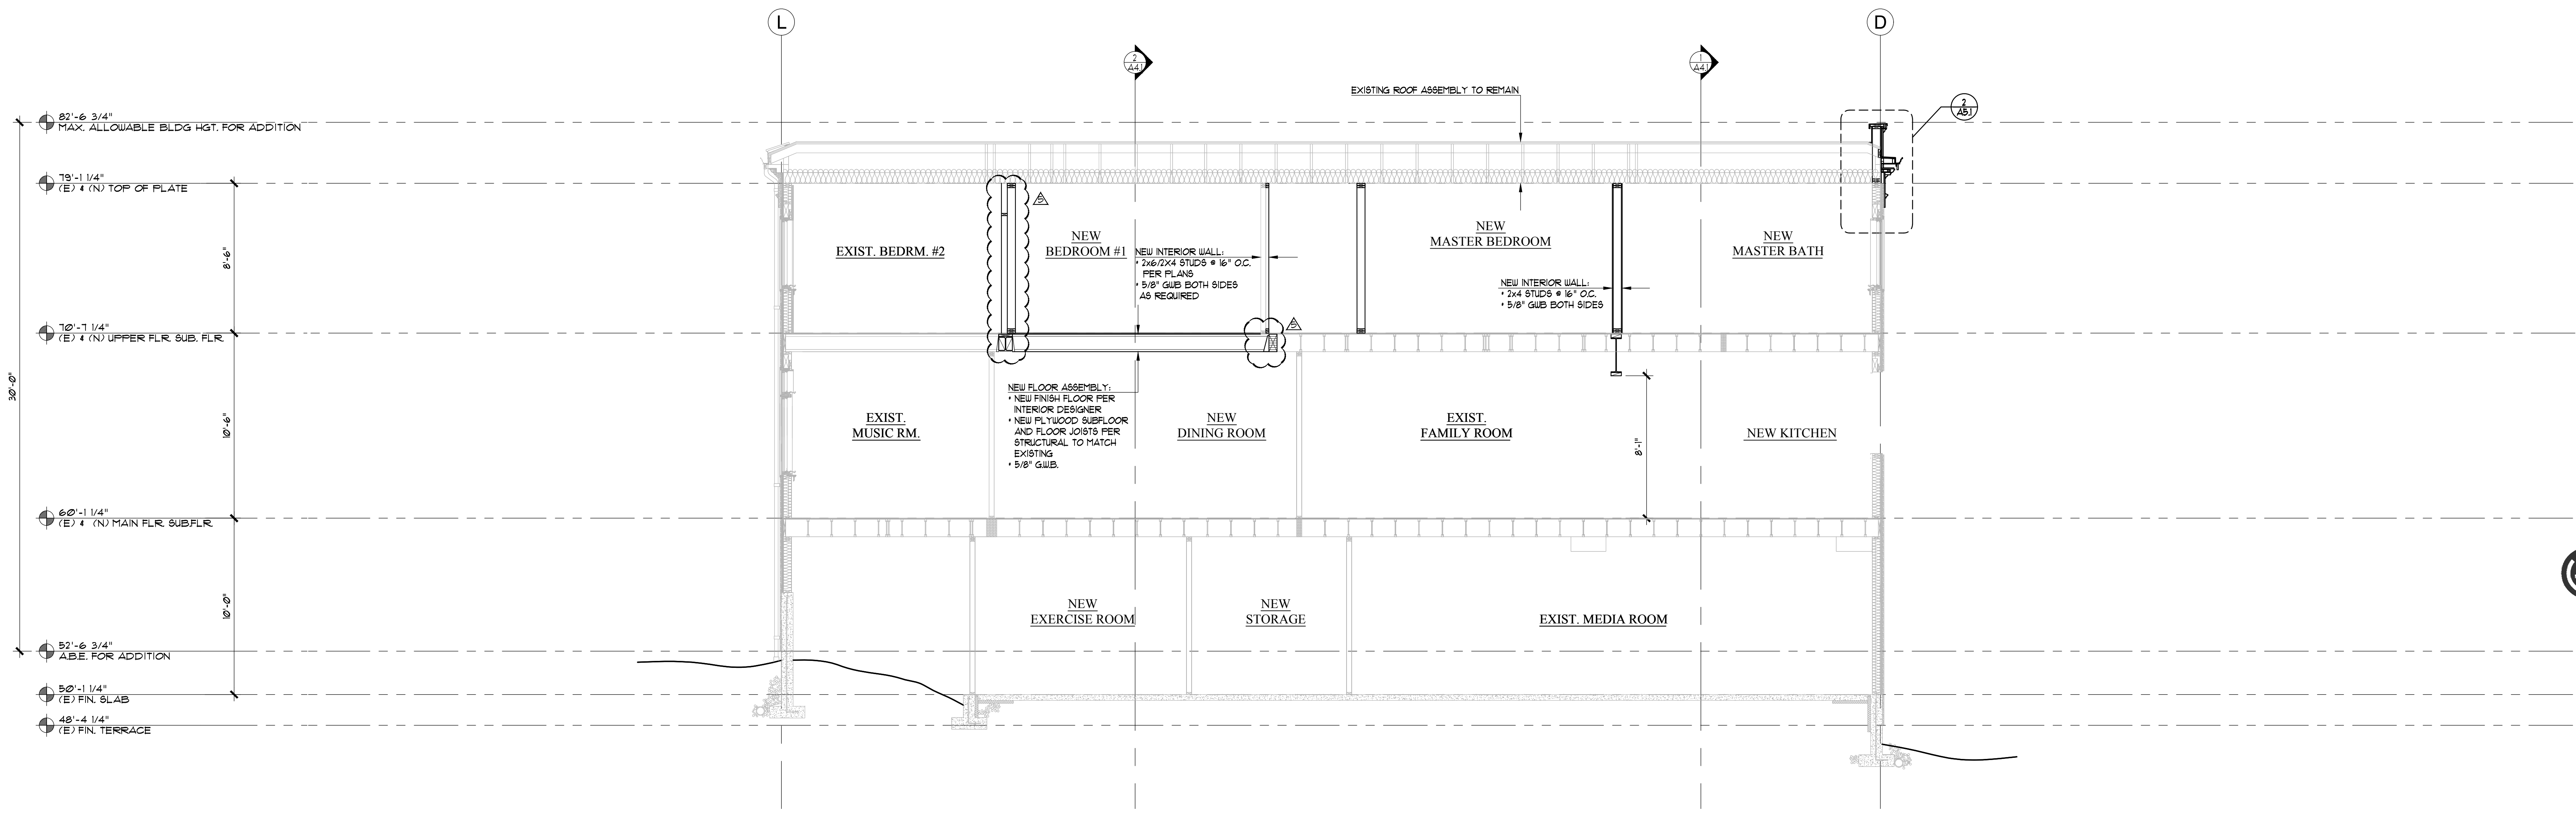 L
D
2
A4.1
1
A4.1
EXISTING ROOF ASSEMBLY TO REMAIN
2
A5.1
82'-6 3/4"
MAX. ALLOWABLE BLDG HGT. FOR ADDITION
79'-1 1/4"
(E) & (N) TOP OF PLATE
8'-6"
EXIST. BEDRM. #2
5
NEW
BEDROOM #1
NEW INTERIOR WALL:
• 2x6/2X4 STUDS @ 16" O.C.
PER PLANS
• 5/8" GWB BOTH SIDES
AS REQUIRED
NEW
MASTER BEDROOM
NEW INTERIOR WALL:
• 2x4 STUDS @ 16" O.C.
• 5/8" GWB BOTH SIDES
NEW
MASTER BATH
70'-7 1/4"
(E) & (N) UPPER FLR. SUB. FLR.
5
30'-0"
10'-6"
EXIST.
MUSIC RM.
NEW FLOOR ASSEMBLY:
• NEW FINISH FLOOR PER
INTERIOR DESIGNER
• NEW PLYWOOD SUBFLOOR
AND FLOOR JOISTS PER
STRUCTURAL TO MATCH
EXISTING
• 5/8" G.W.B.
NEW
DINING ROOM
EXIST.
FAMILY ROOM
8'-1"
NEW KITCHEN
60'-1 1/4"
(E) & (N) MAIN FLR. SUB.FLR.
10'-0"
NEW
EXERCISE ROOM
NEW
STORAGE
EXIST. MEDIA ROOM
52'-6 3/4"
A.B.E. FOR ADDITION
50'-1 1/4"
(E) FIN. SLAB
48'-4 1/4"
(E) FIN. TERRACE